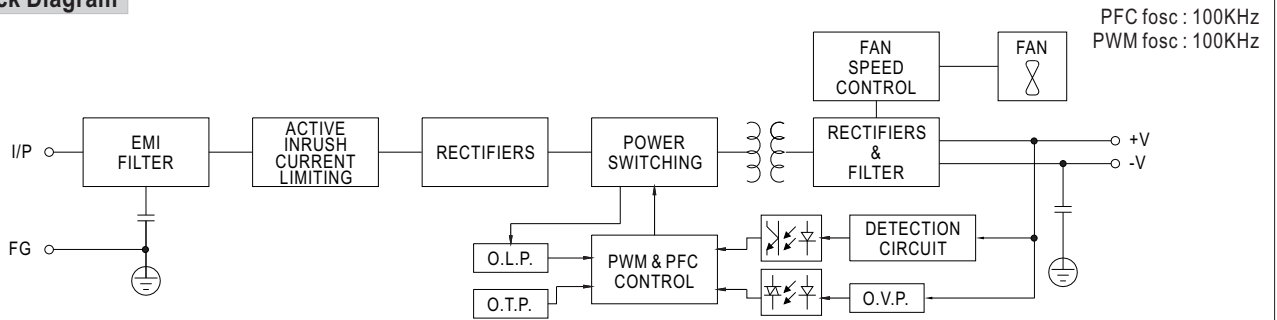 ck Diagram
PFC fosc : 100KHz
PWM fosc : 100KHz
FAN
SPEED
CONTROL
FAN
I/P
EMI
FILTER
ACTIVE
INRUSH
CURRENT
LIMITING
RECTIFIERS
POWER
SWITCHING
RECTIFIERS
&
FILTER
+V
-V
FG
O.L.P.
O.T.P.
PWM & PFC
CONTROL
DETECTION
CIRCUIT
O.V.P.